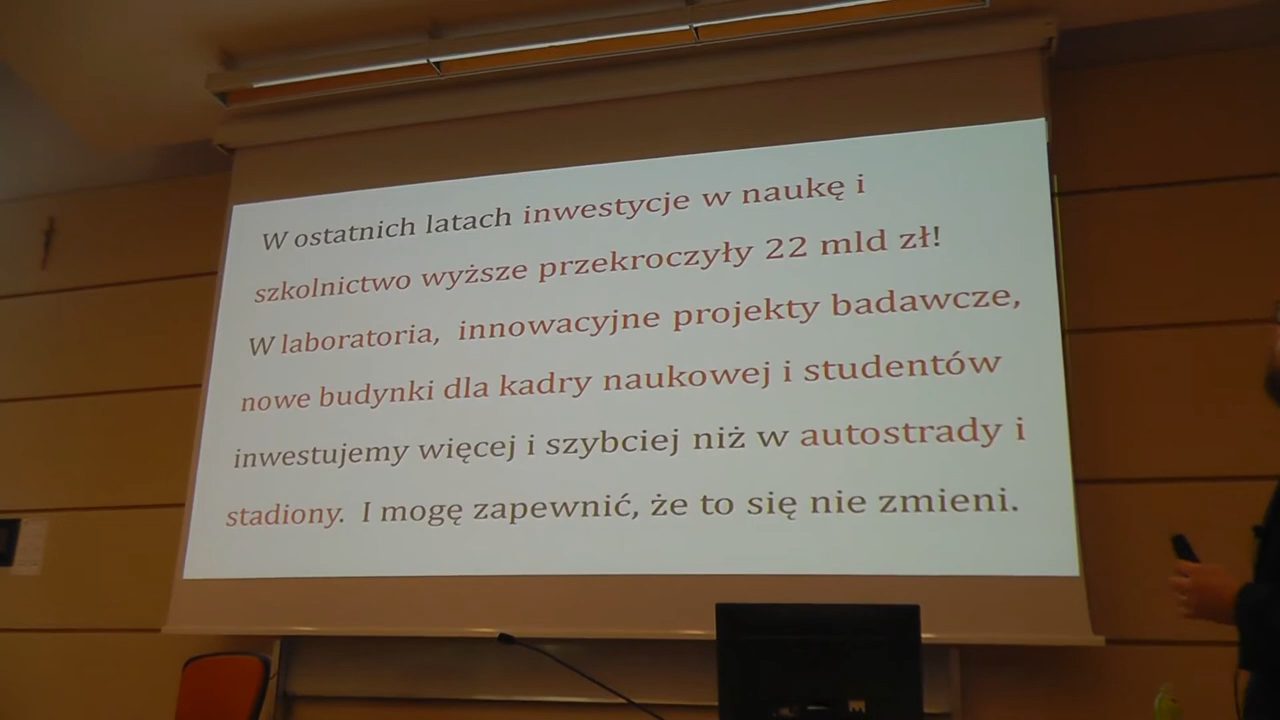 W ostatnich latach inwestycje w naukę i
szkolnictwo wyższe przekroczyły 22 mld zł!
W laboratoria, innowacyjne projekty badawcze,
nowe budynki dla kadry naukowej i studentów
inwestujemy więcej i szybciej niż w autostrady i
stadiony. I mogę zapewnić, że to się nie zmieni.